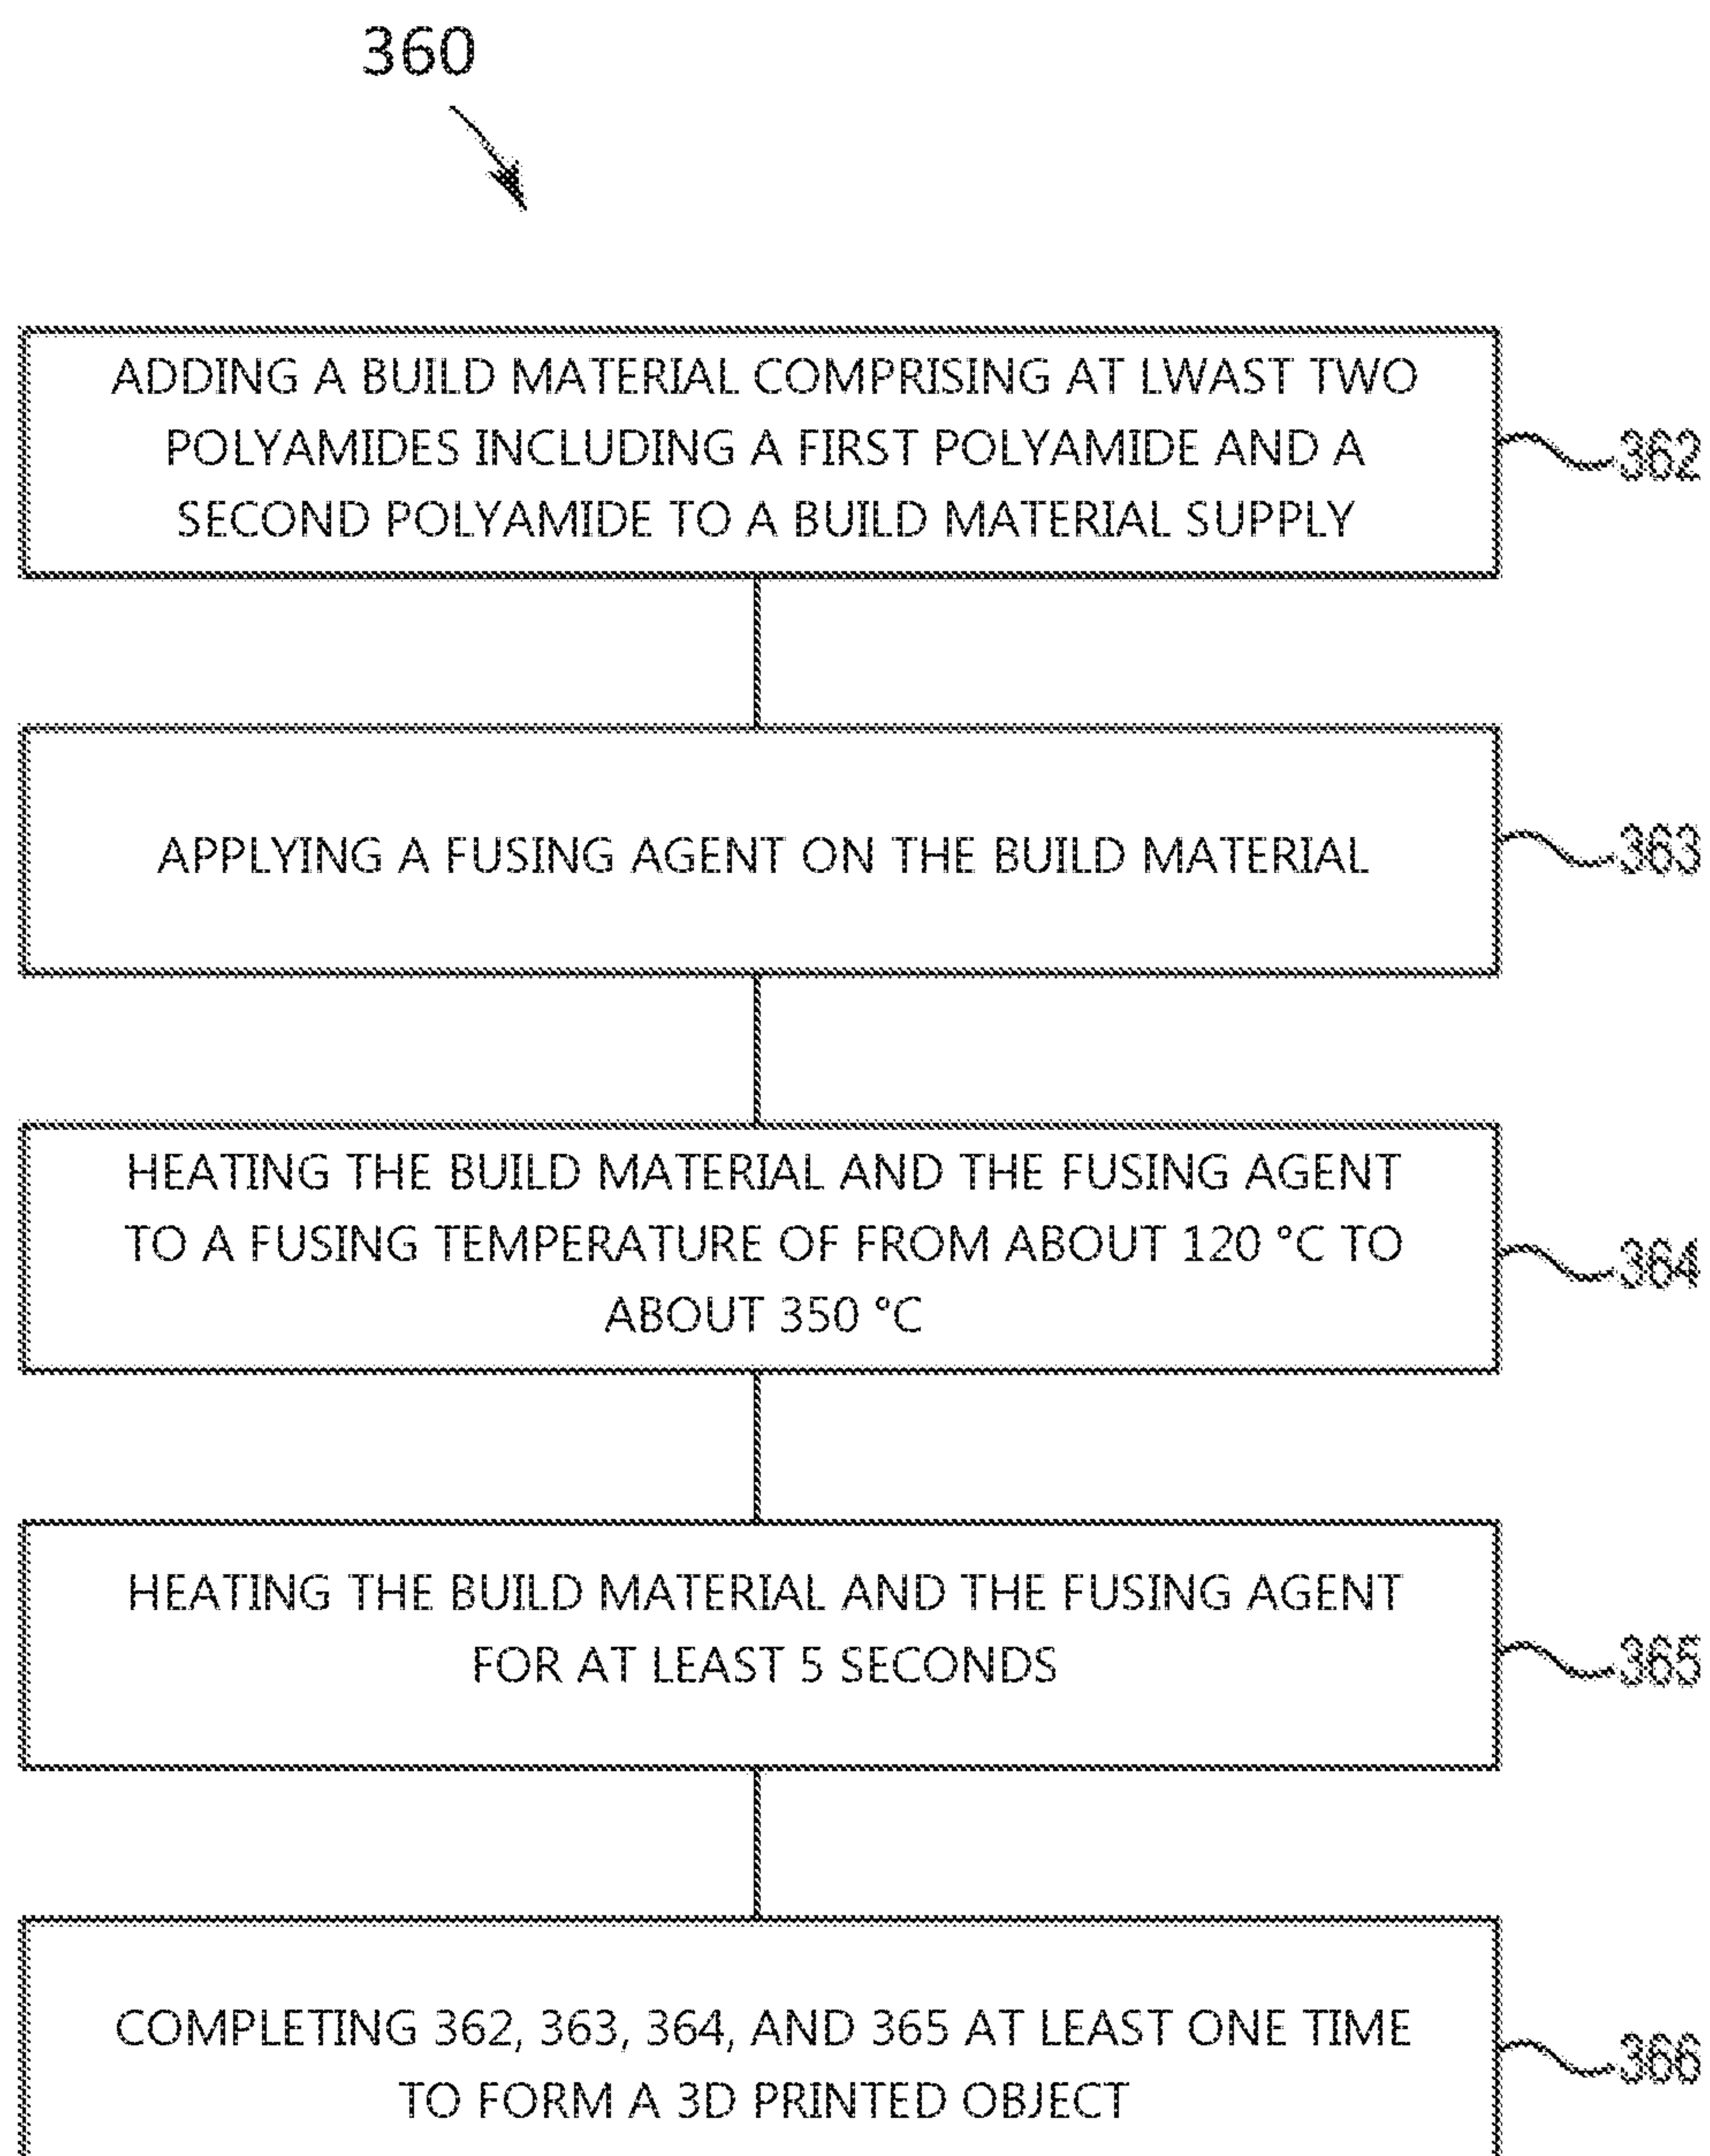 360
ADDING A BUILD MATERIAL COMPRISING AT LWAST TWO
POLYAMIDES INCLUDING A FIRST POLYAMIDE AND A
SECOND POLYAMIDE TO A BUILD MATERIAL SUPPLY
362
APPLYING A FUSING AGENT ON THE BUILD MATERIAL
363
HEATING THE BUILD MATERIAL AND THE FUSING AGENT
TO A FUSING TEMPERATURE OF FROM ABOUT 120 °C TO
ABOUT 350 °C
364
HEATING THE BUILD MATERIAL AND THE FUSING AGENT
FOR AT LEAST 5 SECONDS
365
COMPLETING 362, 363, 364, AND 365 AT LEAST ONE TIME
TO FORM A 3D PRINTED OBJECT
366